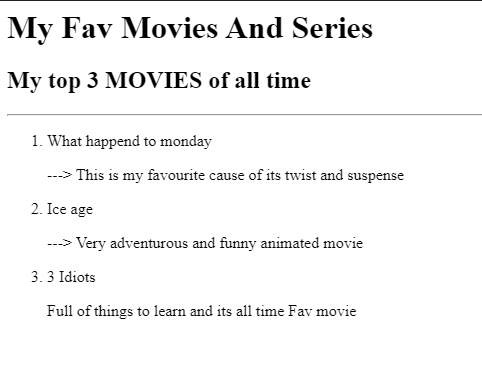 My Fav Movies And Series
My top 3 MOVIES of all time
1. What happend to monday
---> This is my favourite cause of its twist and suspense
2. Ice age
---> Very adventurous and funny animated movie
3. 3 Idiots
Full of things to learn and its all time Fav movie